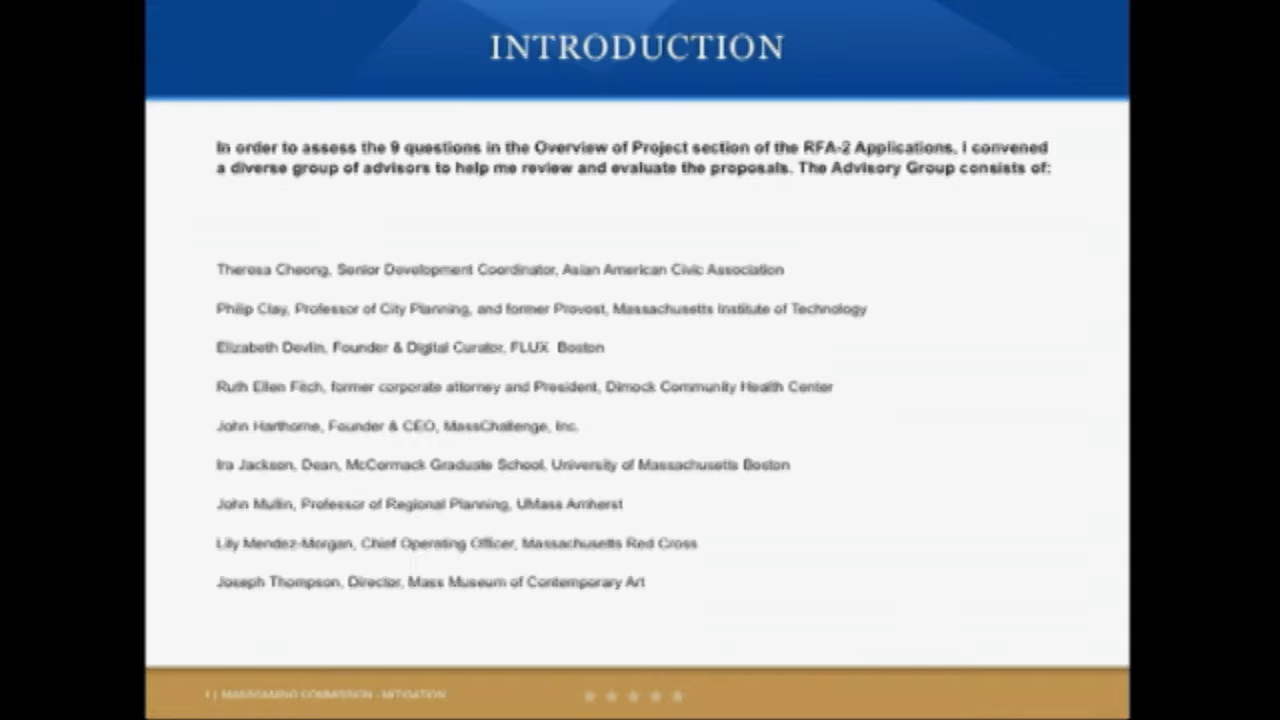 INTRODUCTION
In order to assess the 9 questions in the Overview of Project section of the RFA-2 Applications, I convened
a diverse group of advisors to help me review and evaluate the proposals. The Advisory Group consists of:
Theresa Cheong, Senior Development Coordinator, Asian American Civic Association
Philip Clay, Professor of City Planning, and former Provost, Massachusetts Institute of Technology
Elizabeth Devlin, Founder & Digital Curator, FLUX Boston
Ruth Ellen Fitch, former corporate attorney and President, Dimock Community Health Center
John Harthorne, Founder & CEO, MassChallenge, Inc.
Ira Jackson, Dean, McCormack Graduate School, University of Massachusetts Boston
John Mullin, Professor of Regional Planning, UMass Amherst
Lily Mendez-Morgan, Chief Operating Officer, Massachusetts Red Cross
Joseph Thompson, Director, Mass Museum of Contemporary Art
1 | MASSGAMING COMMISSION - MITIGATION